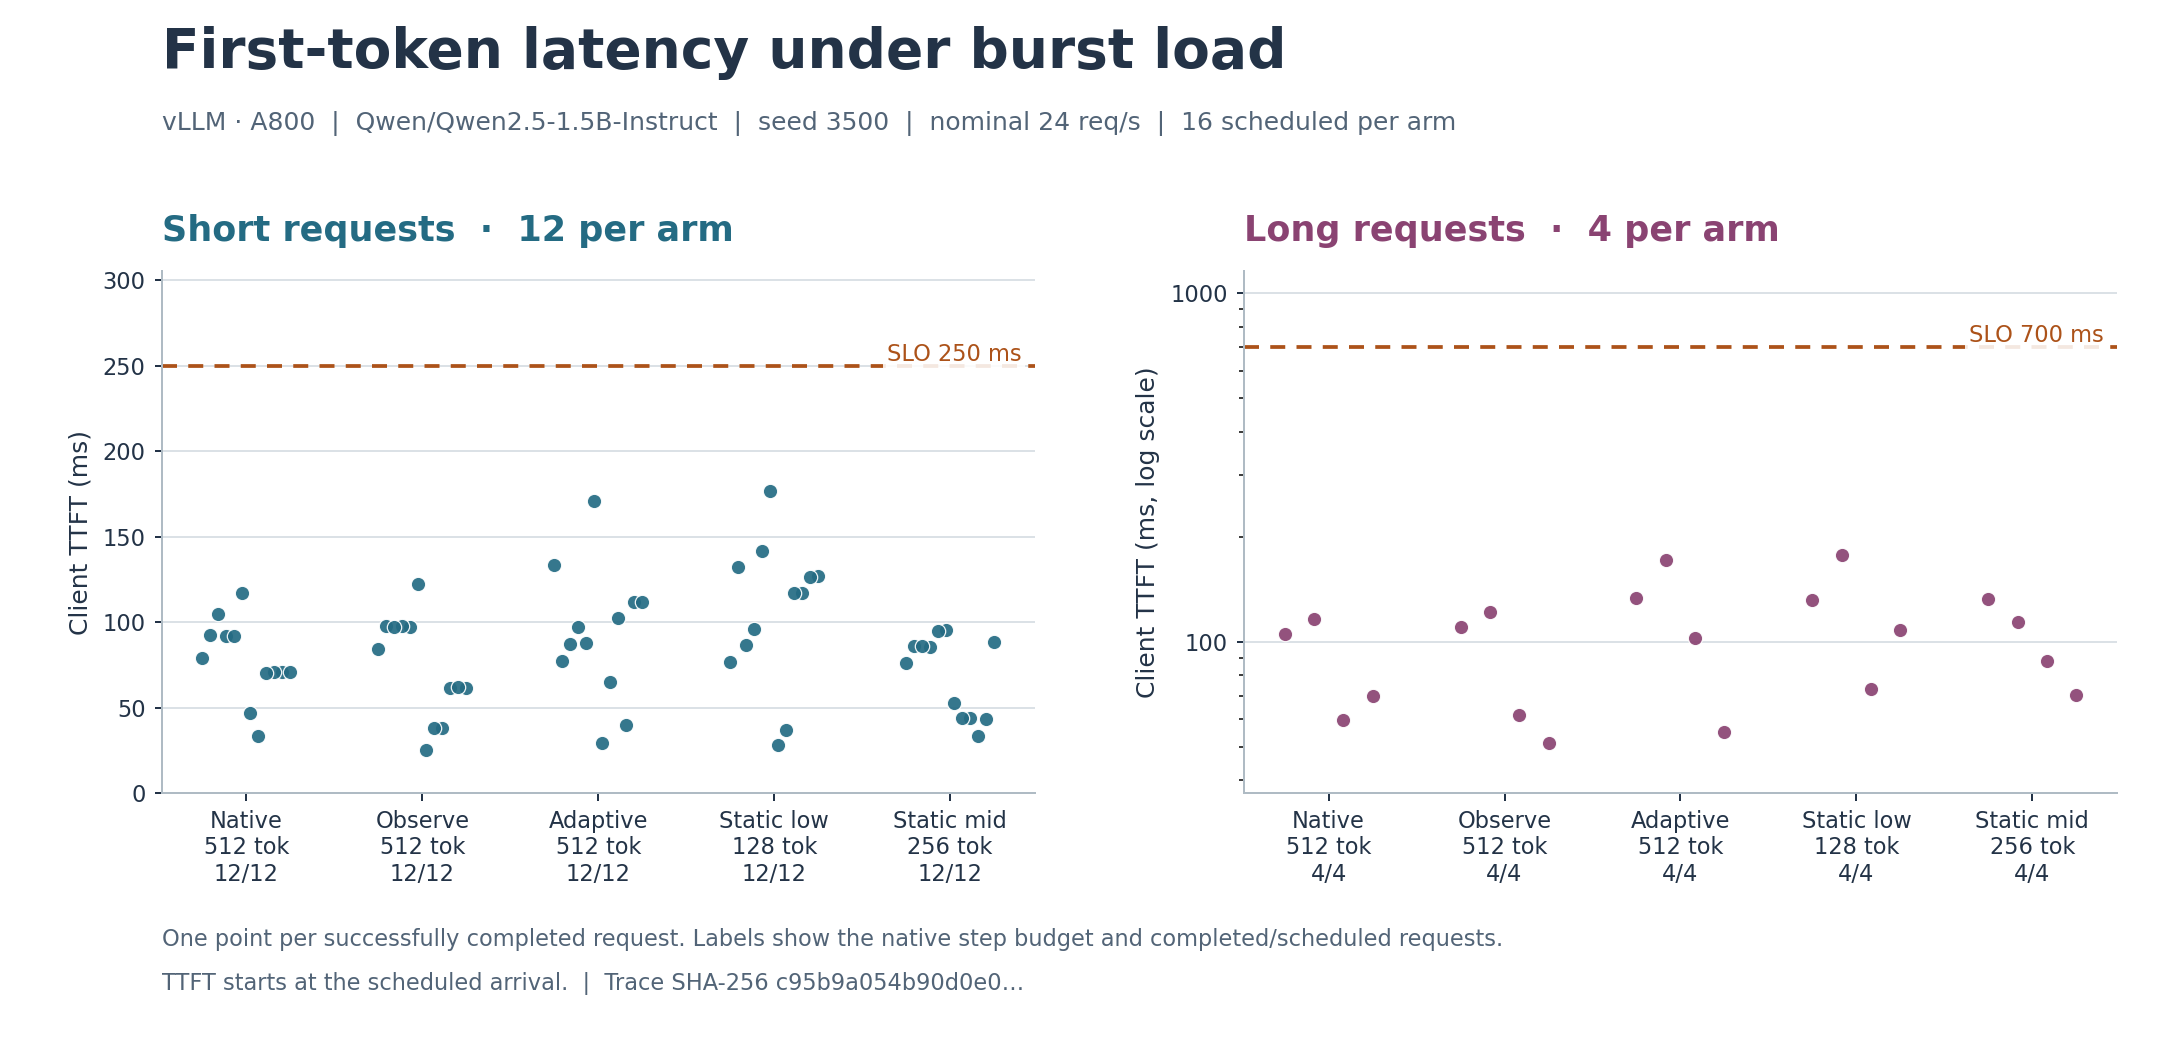 First-token latency under burst load
vLLM · A800 | Qwen/Qwen2.5-1.5B-Instruct | seed 3500 | nominal 24 req/s | 16 scheduled per arm
Short requests · 12 per arm
Client TTFT (ms)
300
250
200
150
100
50
0
SLO 250 ms
Native
512 tok
12/12
Observe
512 tok
12/12
Adaptive
512 tok
12/12
Static low
128 tok
12/12
Static mid
256 tok
12/12
Long requests · 4 per arm
Client TTFT (ms, log scale)
1000
100
SLO 700 ms
Native
512 tok
4/4
Observe
512 tok
4/4
Adaptive
512 tok
4/4
Static low
128 tok
4/4
Static mid
256 tok
4/4
One point per successfully completed request. Labels show the native step budget and completed/scheduled requests.
TTFT starts at the scheduled arrival. | Trace SHA-256 c95b9a054b90d0e0…